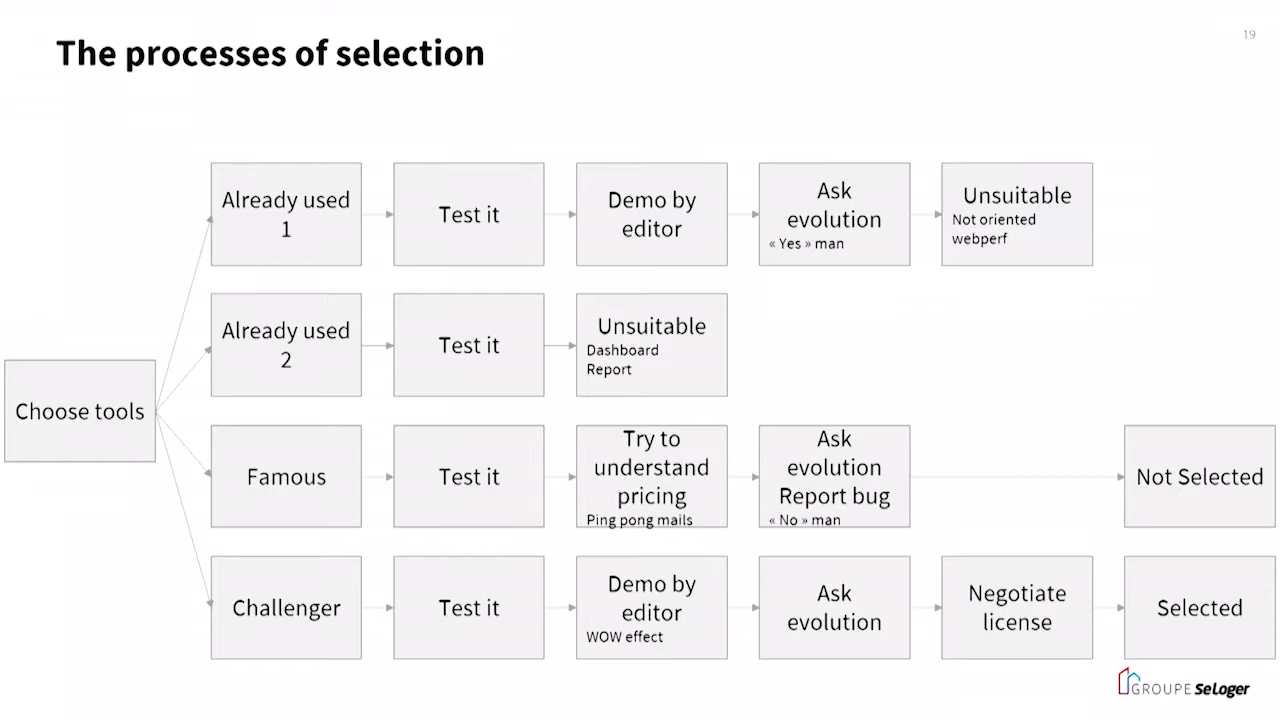 The processes of selection
19
Already used
1
Test it
Demo by
editor
Ask
evolution
« Yes » man
Unsuitable
Not oriented
webperf
Already used
2
Test it
Unsuitable
Dashboard
Report
Choose tools
Famous
Test it
Try to
understand
pricing
Ping pong mails
Ask
evolution
Report bug
« No » man
Not Selected
Challenger
Test it
Demo by
editor
WOW effect
Ask
evolution
Negotiate
license
Selected
GROUPE SeLoger